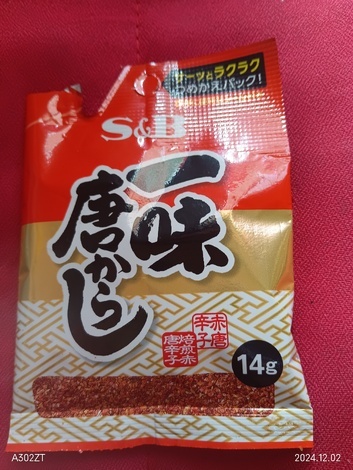 サーッとラクラク
つめかえパック!
S&B
一味
唐からし
赤唐
辛子
焙煎赤
唐辛子
14g
A302ZT
2024.12.02